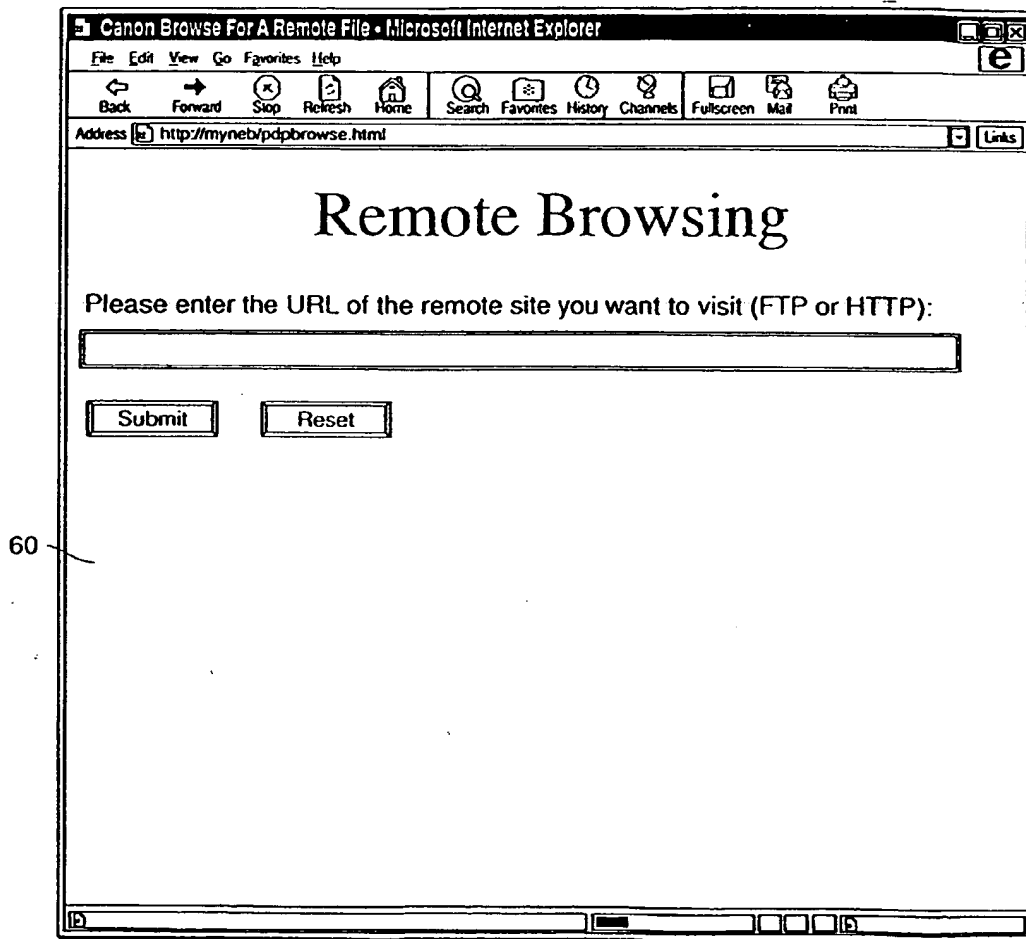 Canon Browse For A Remote File • Microsoft Internet Explorer
File Edit View Go Favorites Help
Back Forward Stop Refresh Home Search Favorites History Channels Fullscreen Mail Print
Address http://myneb/pdpbrowse.html Links
Remote Browsing
Please enter the URL of the remote site you want to visit (FTP or HTTP):
Submit Reset
60